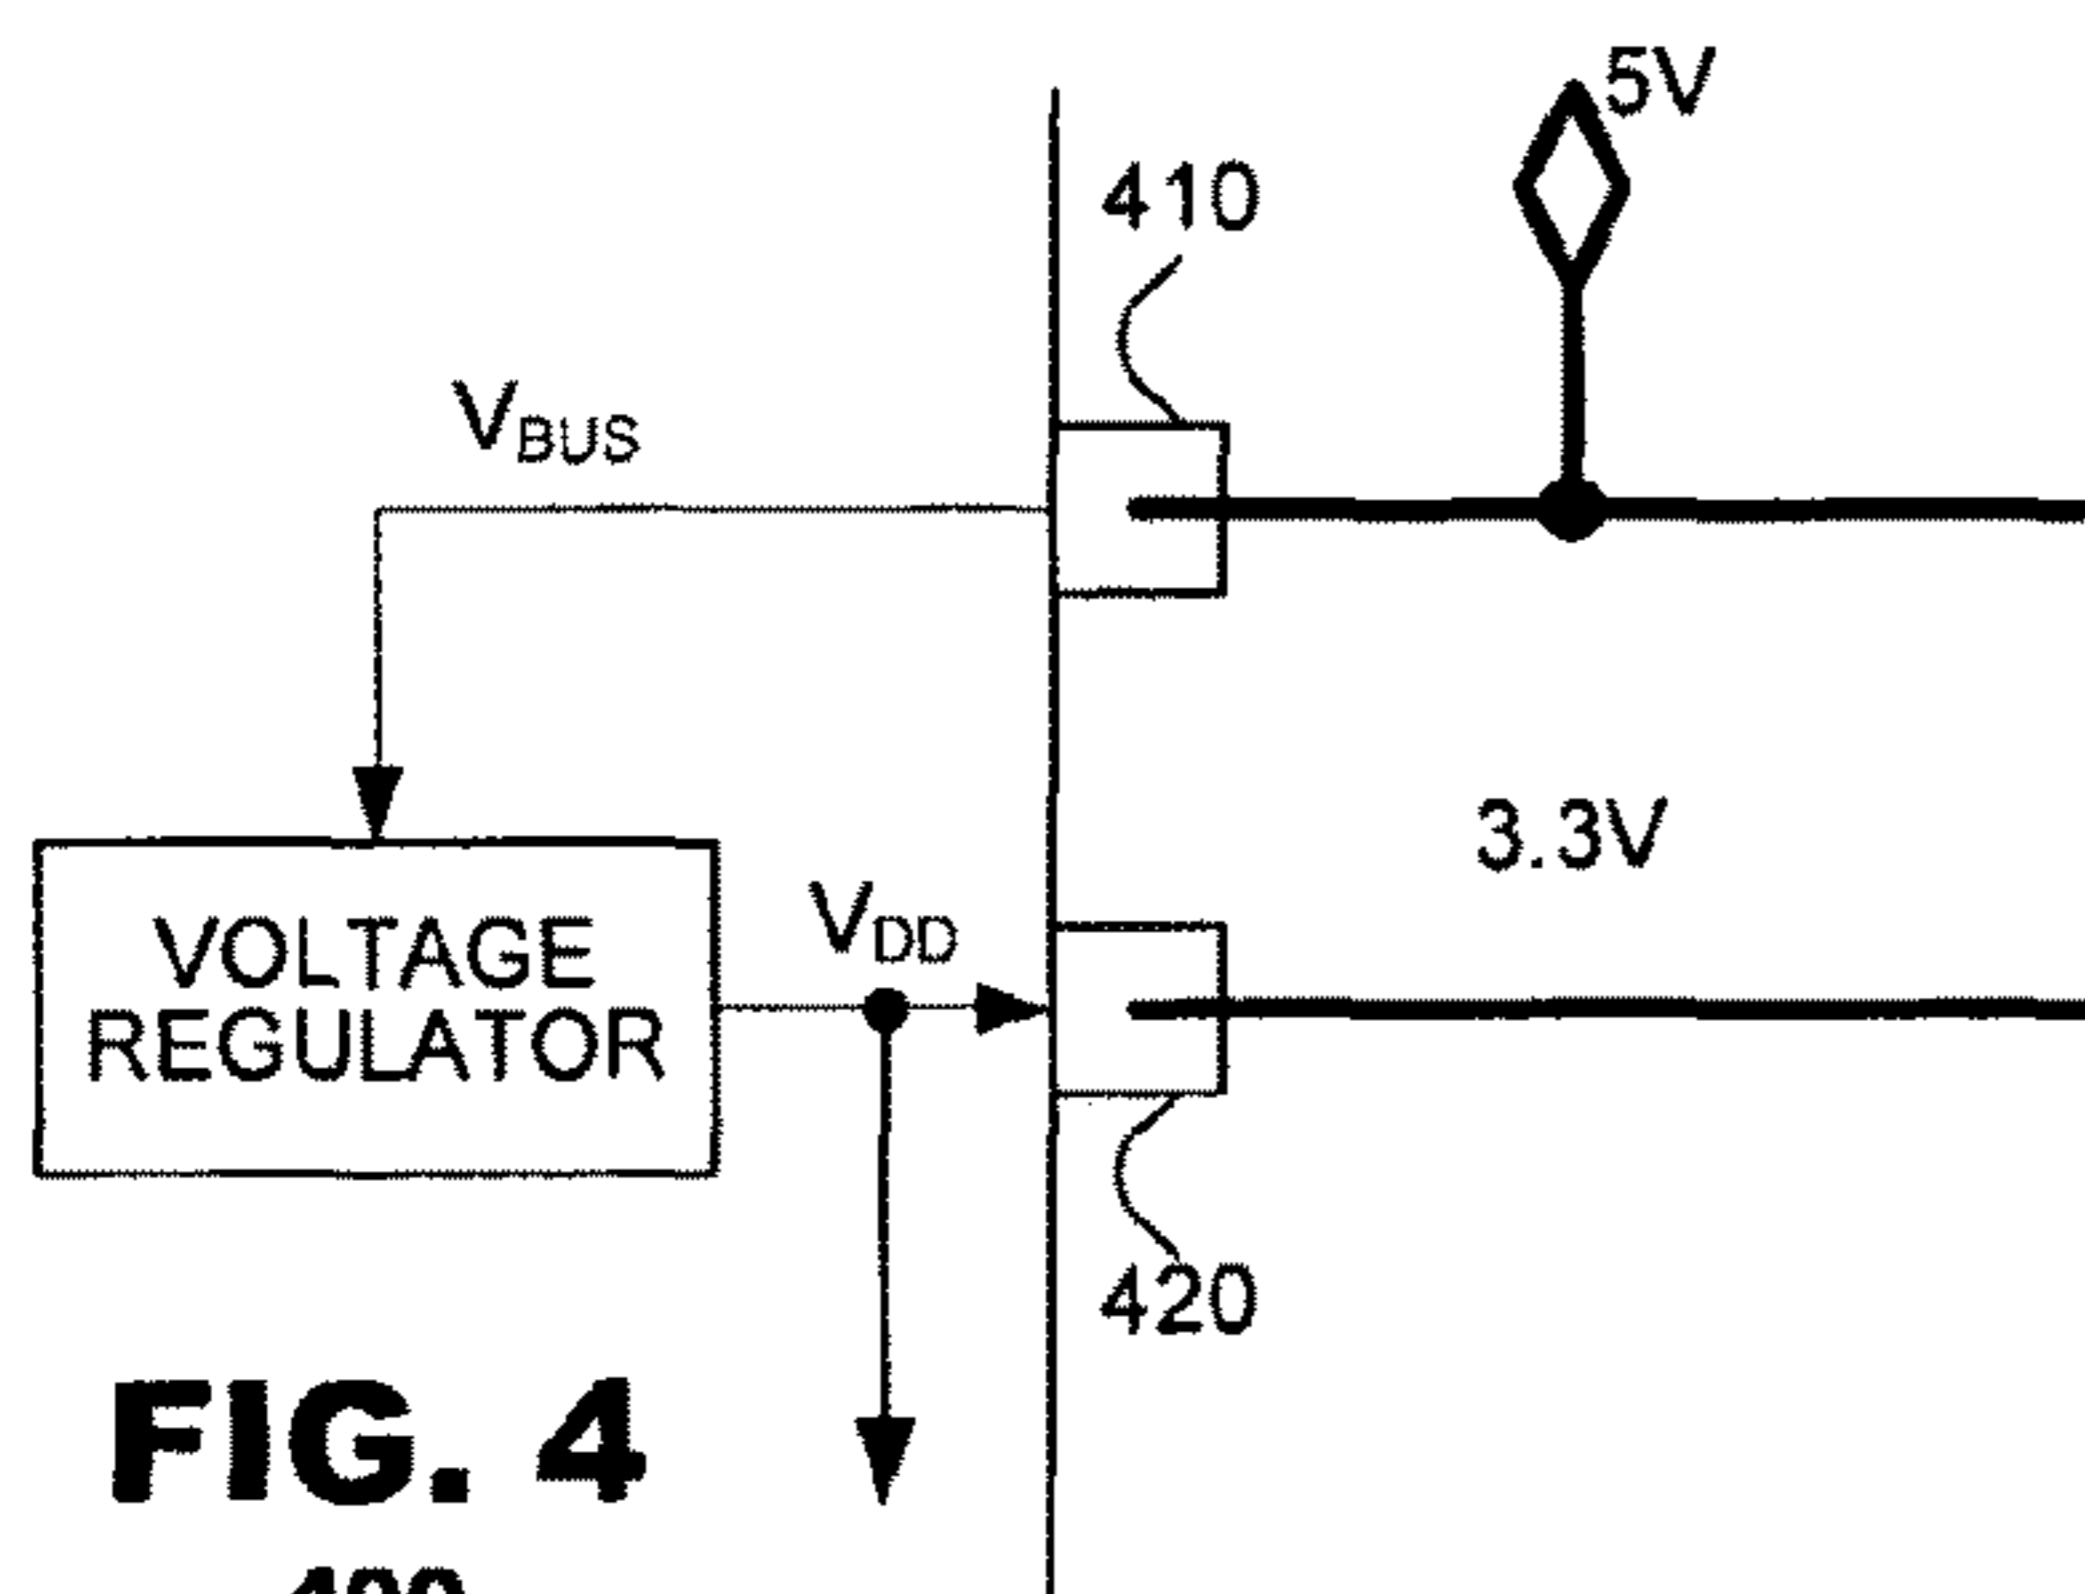 5V
410
VBUS
3.3V
VDD
VOLTAGE
REGULATOR
420
FIG. 4